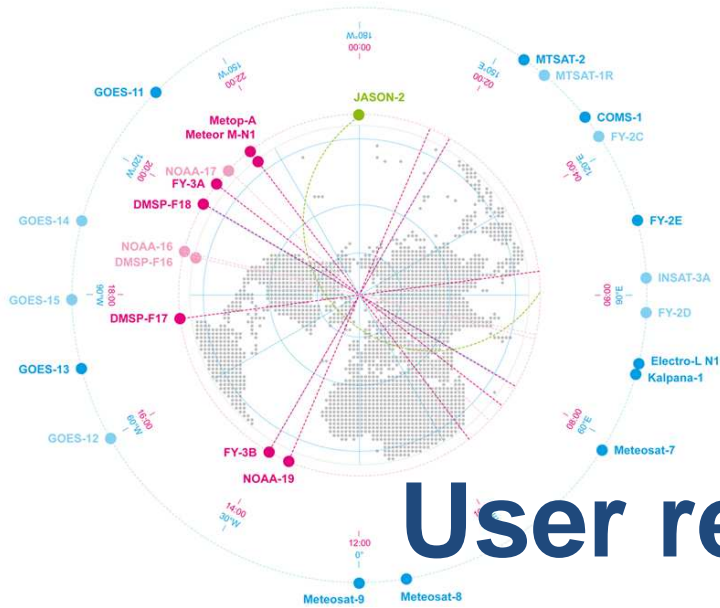 180°W
00:00
150°W
22:00
150°E
02:00
MTSAT-2
MTSAT-1R
GOES-11
JASON-2
COMS-1
FY-2C
Metop-A
Meteor M-N1
120°W
20:00
NOAA-17
FY-3A
120°E
04:00
DMSP-F18
GOES-14
FY-2E
NOAA-16
DMSP-F16
INSAT-3A
GOES-15
90°W
18:00
06:00
90°E
FY-2D
DMSP-F17
GOES-13
Electro-L N1
Kalpana-1
16:00
60°W
08:00
60°E
GOES-12
FY-3B
Meteosat-7
NOAA-19
14:00
30°W
User re
12:00
0°
Meteosat-9
Meteosat-8